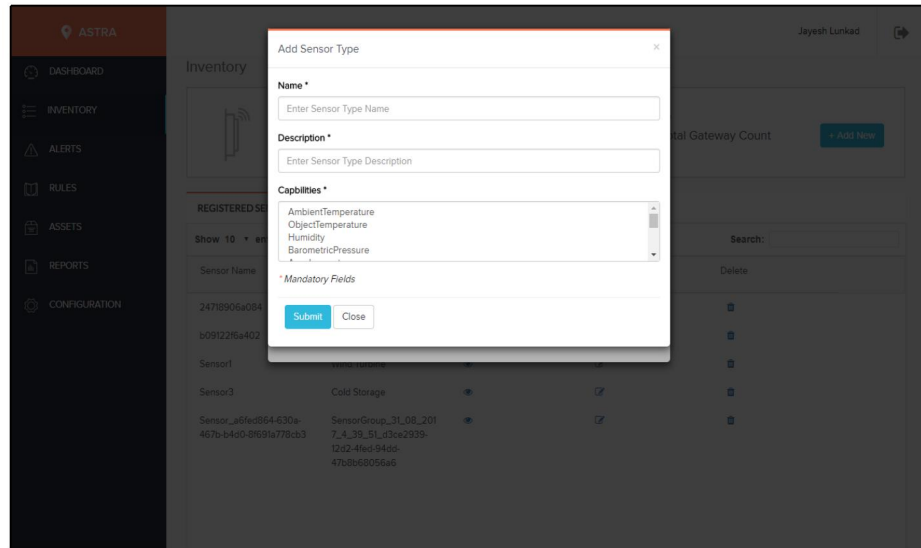 ASTRA
Jayesh Lunkad
DASHBOARD
INVENTORY
ALERTS
RULES
ASSETS
REPORTS
CONFIGURATION
Inventory
Gateway Count
+ Add New
Add Sensor Type
×
Name *
Enter Sensor Type Name
Description *
Enter Sensor Type Description
Capbilities *
AmbientTemperature
ObjectTemperature
Humidity
BarometricPressure
* Mandatory Fields
Submit
Close
REGISTERED
Show 10
Search:
Sensor Name
Delete
24718906a084
b09122f6a402
Sensor1 Wind Turbine
Sensor3 Cold Storage
Sensor_a6fed864-630a- SensorGroup_31_08_201
467b-b4d0-8f691a778cb3 7_4_39_51_d3ce2939-
12d2-4fed-94dd-
47b8b68056a6